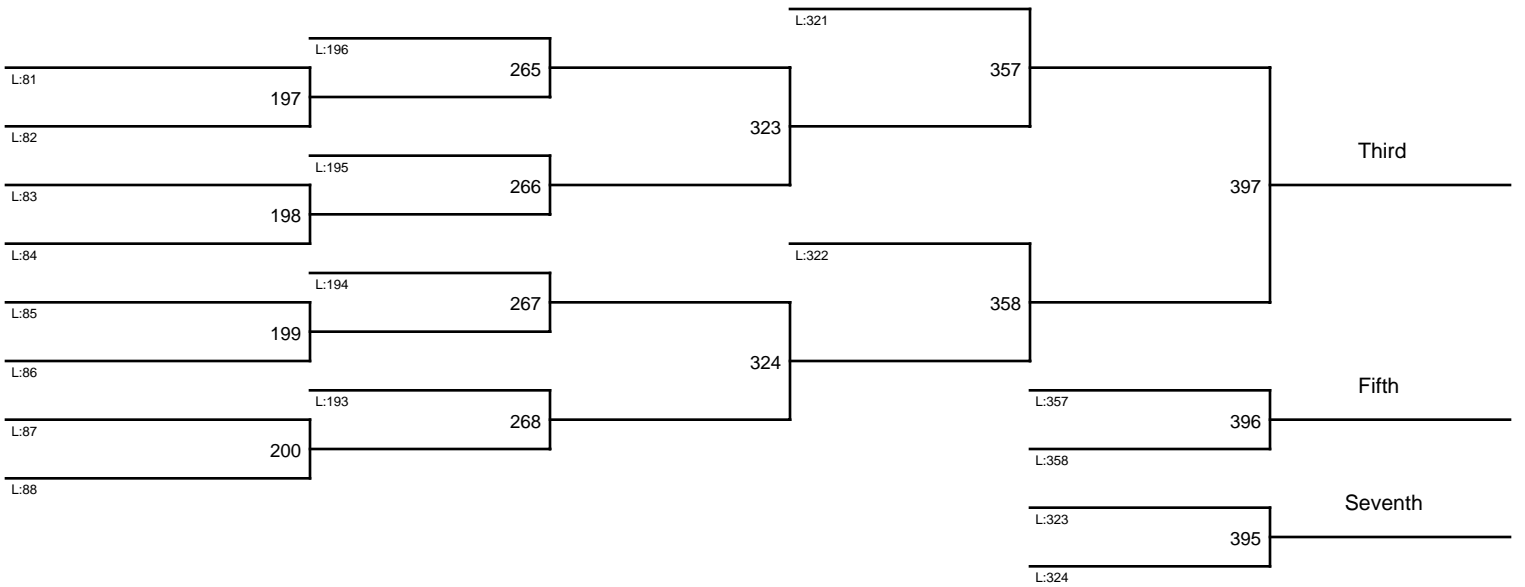 L:321
L:196
265
357
L:81
197
L:82
323
Third
L:195
L:83
266
397
198
L:84
L:322
L:194
267
358
L:85
199
L:86
324
Fifth
L:193
L:357
L:87
268
396
200
L:358
L:88
Seventh
L:323
395
L:324